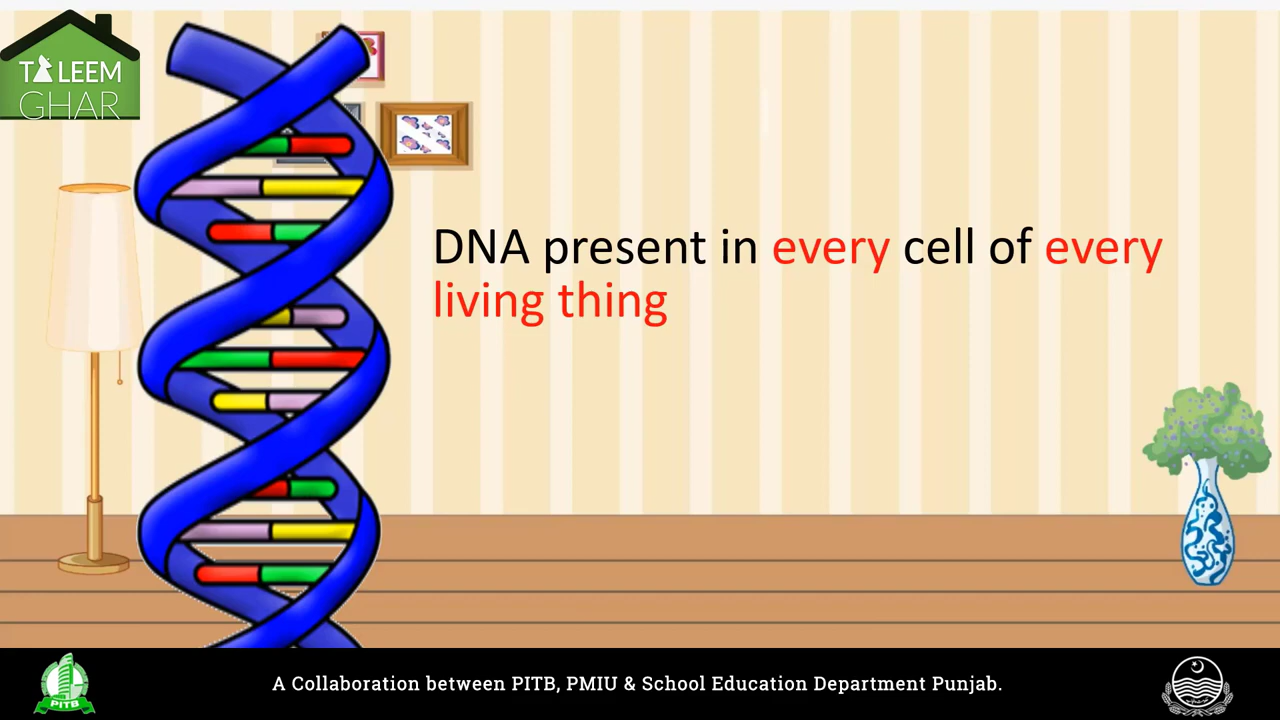 TALEEM
GHAR
DNA present in every cell of every
living thing
PITB
A Collaboration between PITB, PMIU & School Education Department Punjab.